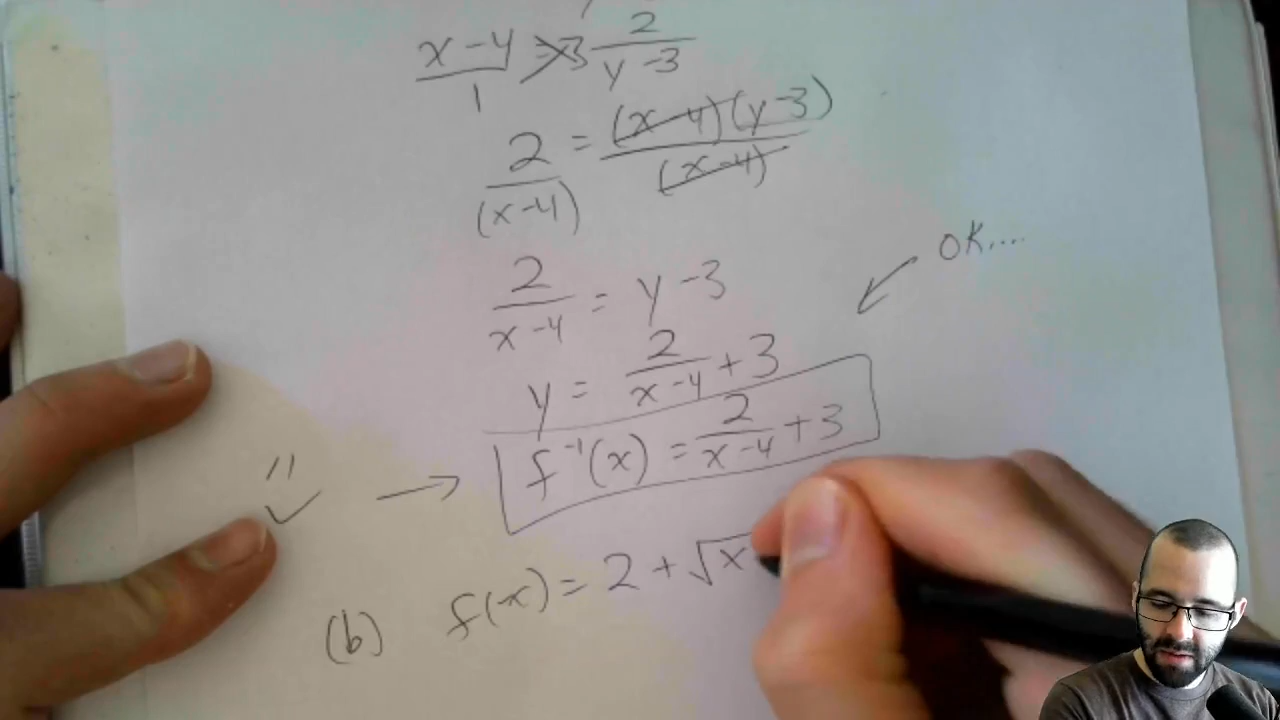 x-4/1 = 2/y-3
2/(x-4) = (x-4)(y-3)/(x-4)
OK....
2/x-4 = y-3
y = 2/x-4 + 3
f⁻¹(x) = 2/x-4 + 3
(b) f(x) = 2 + √x